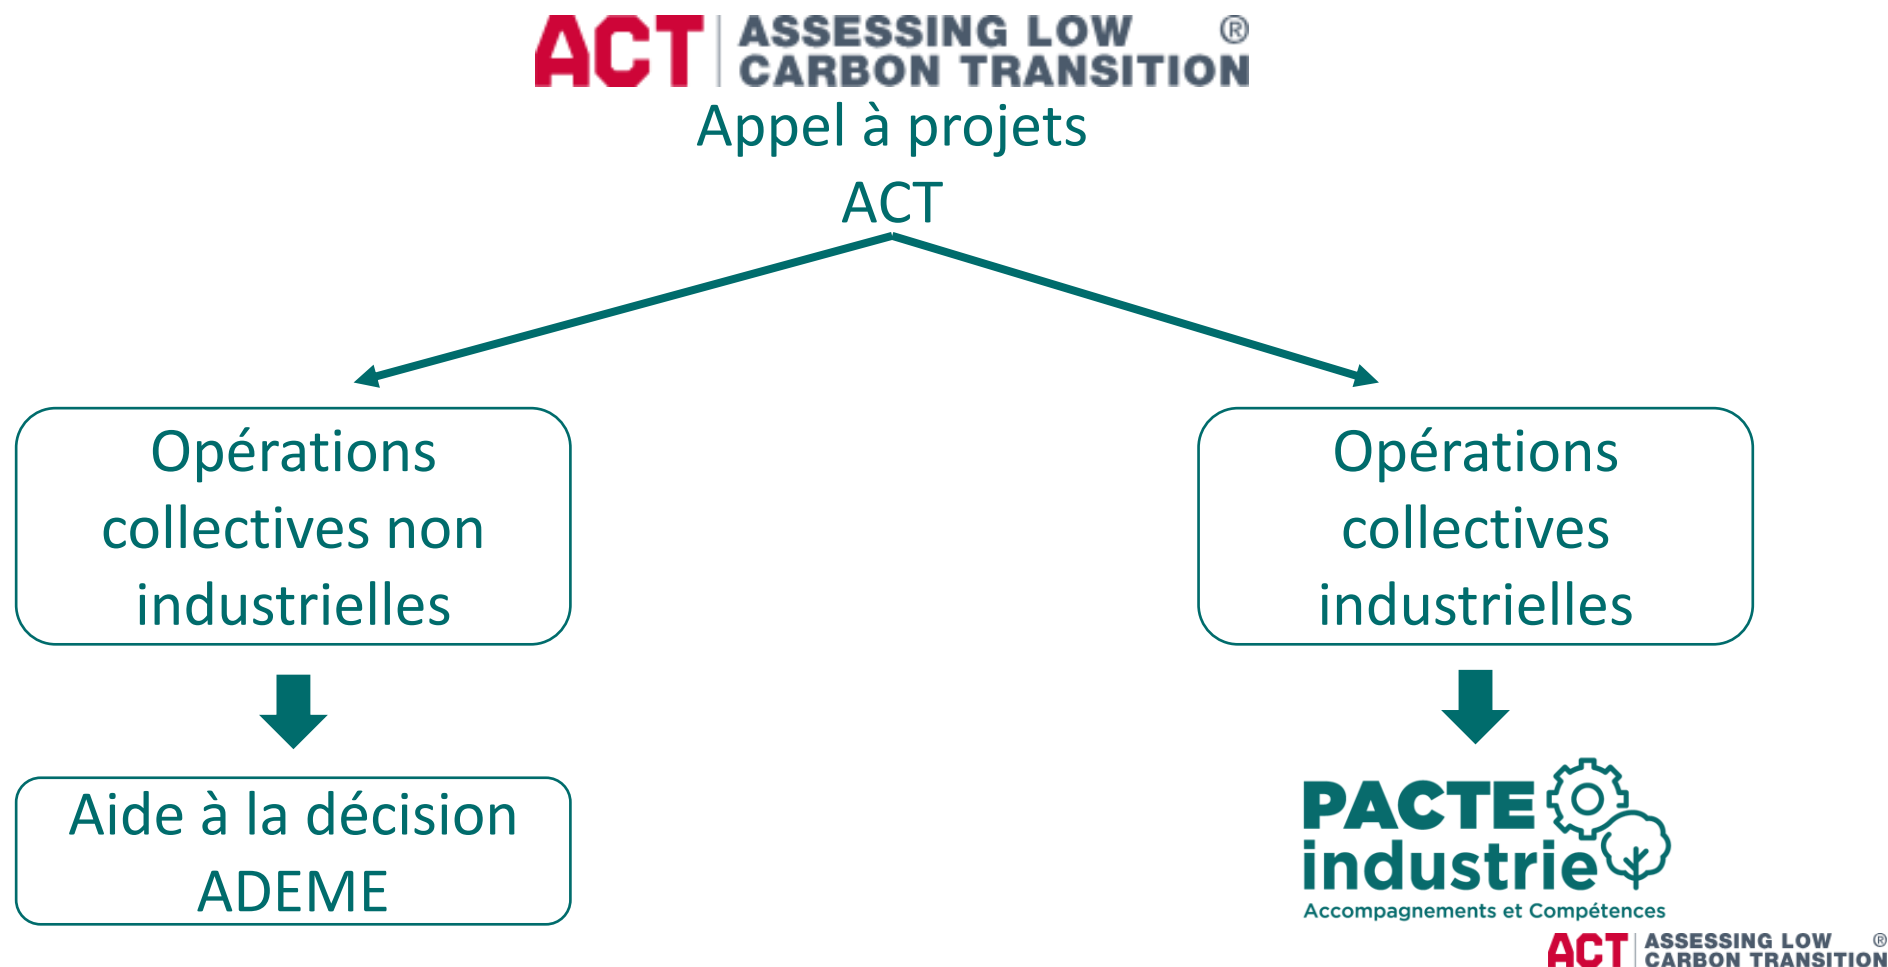 ACT ASSESSING LOW ®
CARBON TRANSITION
Appel à projets
ACT
Opérations
collectives non
industrielles
Opérations
collectives
industrielles
Aide à la décision
ADEME
PACTE
industrie
Accompagnements et Compétences
ACT ASSESSING LOW ®
CARBON TRANSITION